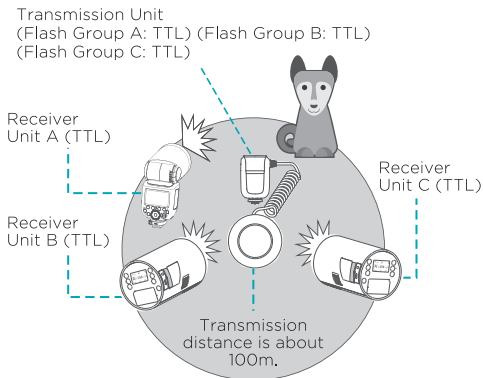 Transmission Unit
(Flash Group A: TTL) (Flash Group B: TTL)
(Flash Group C: TTL)
Receiver
Unit A (TTL)
Receiver
Unit B (TTL)
Receiver
Unit C (TTL)
Transmission
distance is about
100m.